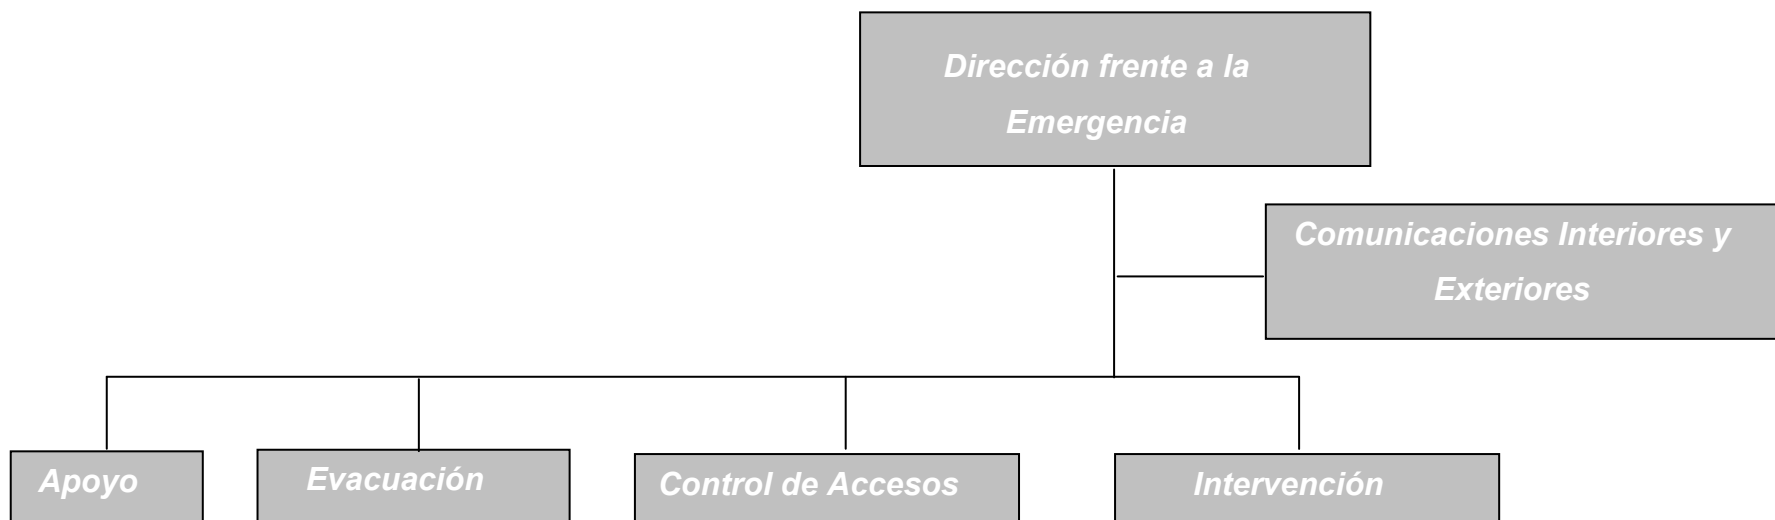 Dirección frente a la
Emergencia
Comunicaciones Interiores y
Exteriores
Apoyo
Evacuación
Control de Accesos
Intervención